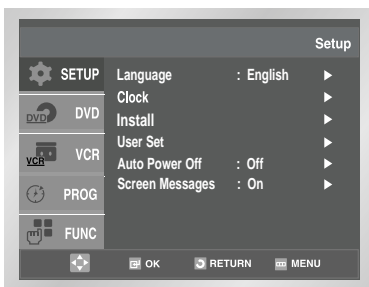 Setup
SETUP
Language : English ►
Clock ►
DVD DVD
Install ►
User Set ►
VCR VCR
Auto Power Off : Off ►
Screen Messages : On ►
PROG
FUNC
OK RETURN MENU